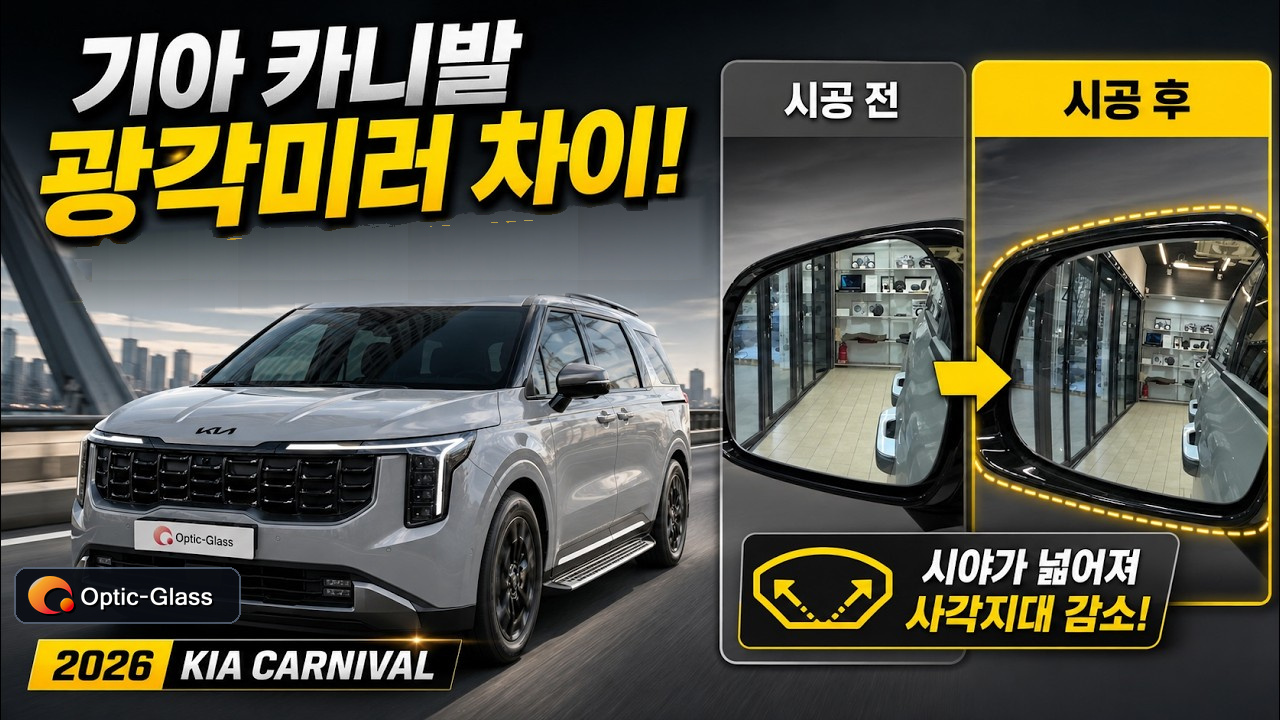 기아 카니발
광각미러 차이!
시공 전
시공 후
KIA
Optic-Glass
Optic-Glass
2026 KIA CARNIVAL
시야가 넓어져
사각지대 감소!